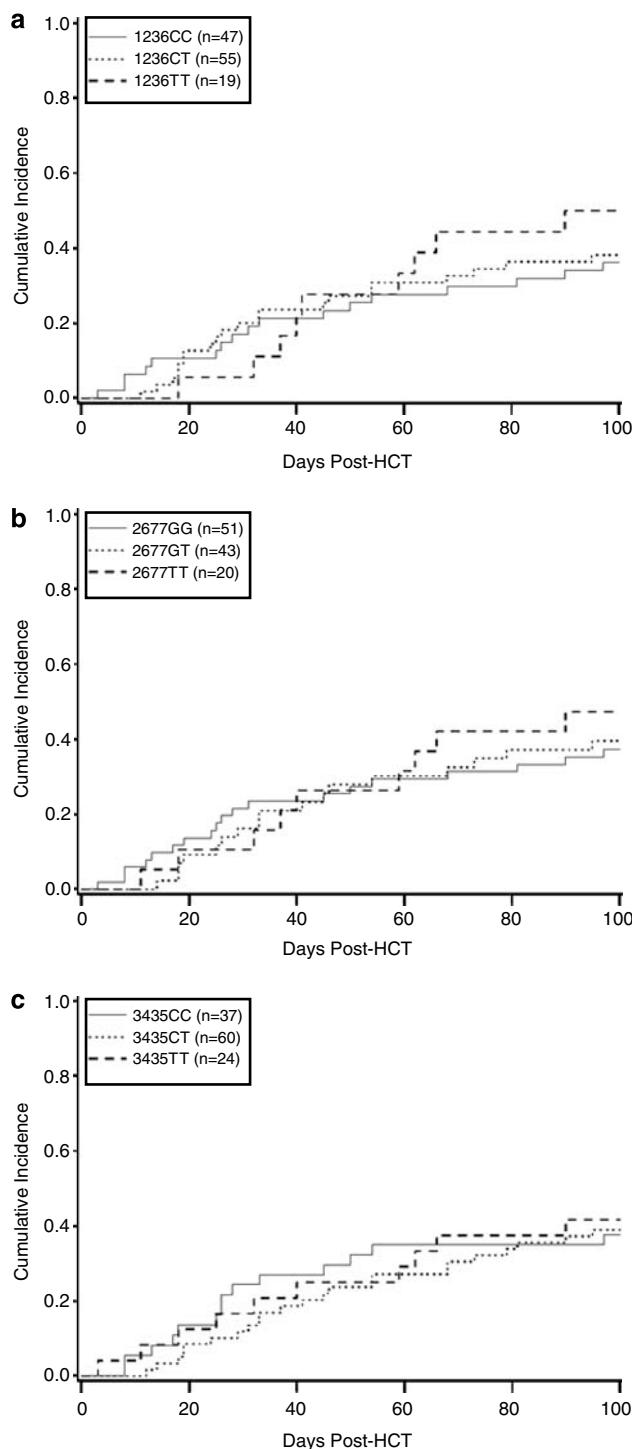 a
1.0
0.8
0.6
0.4
0.2
0.0
Cumulative Incidence
1236CC (n=47)
1236CT (n=55)
1236TT (n=19)
0 20 40 60 80 100
Days Post-HCT
b
1.0
0.8
0.6
0.4
0.2
0.0
Cumulative Incidence
2677GG (n=51)
2677GT (n=43)
2677TT (n=20)
0 20 40 60 80 100
Days Post-HCT
c
1.0
0.8
0.6
0.4
0.2
0.0
Cumulative Incidence
3435CC (n=37)
3435CT (n=60)
3435TT (n=24)
0 20 40 60 80 100
Days Post-HCT